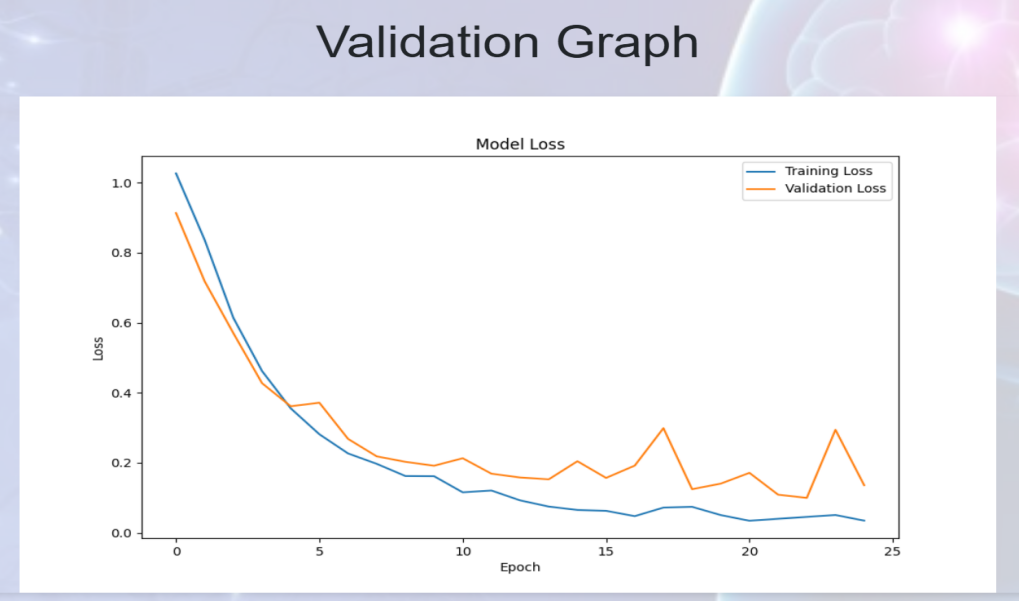 Validation Graph
Model Loss
Training Loss
Validation Loss
1.0
0.8
0.6
0.4
0.2
0.0
Loss
0 5 10 15 20 25
Epoch